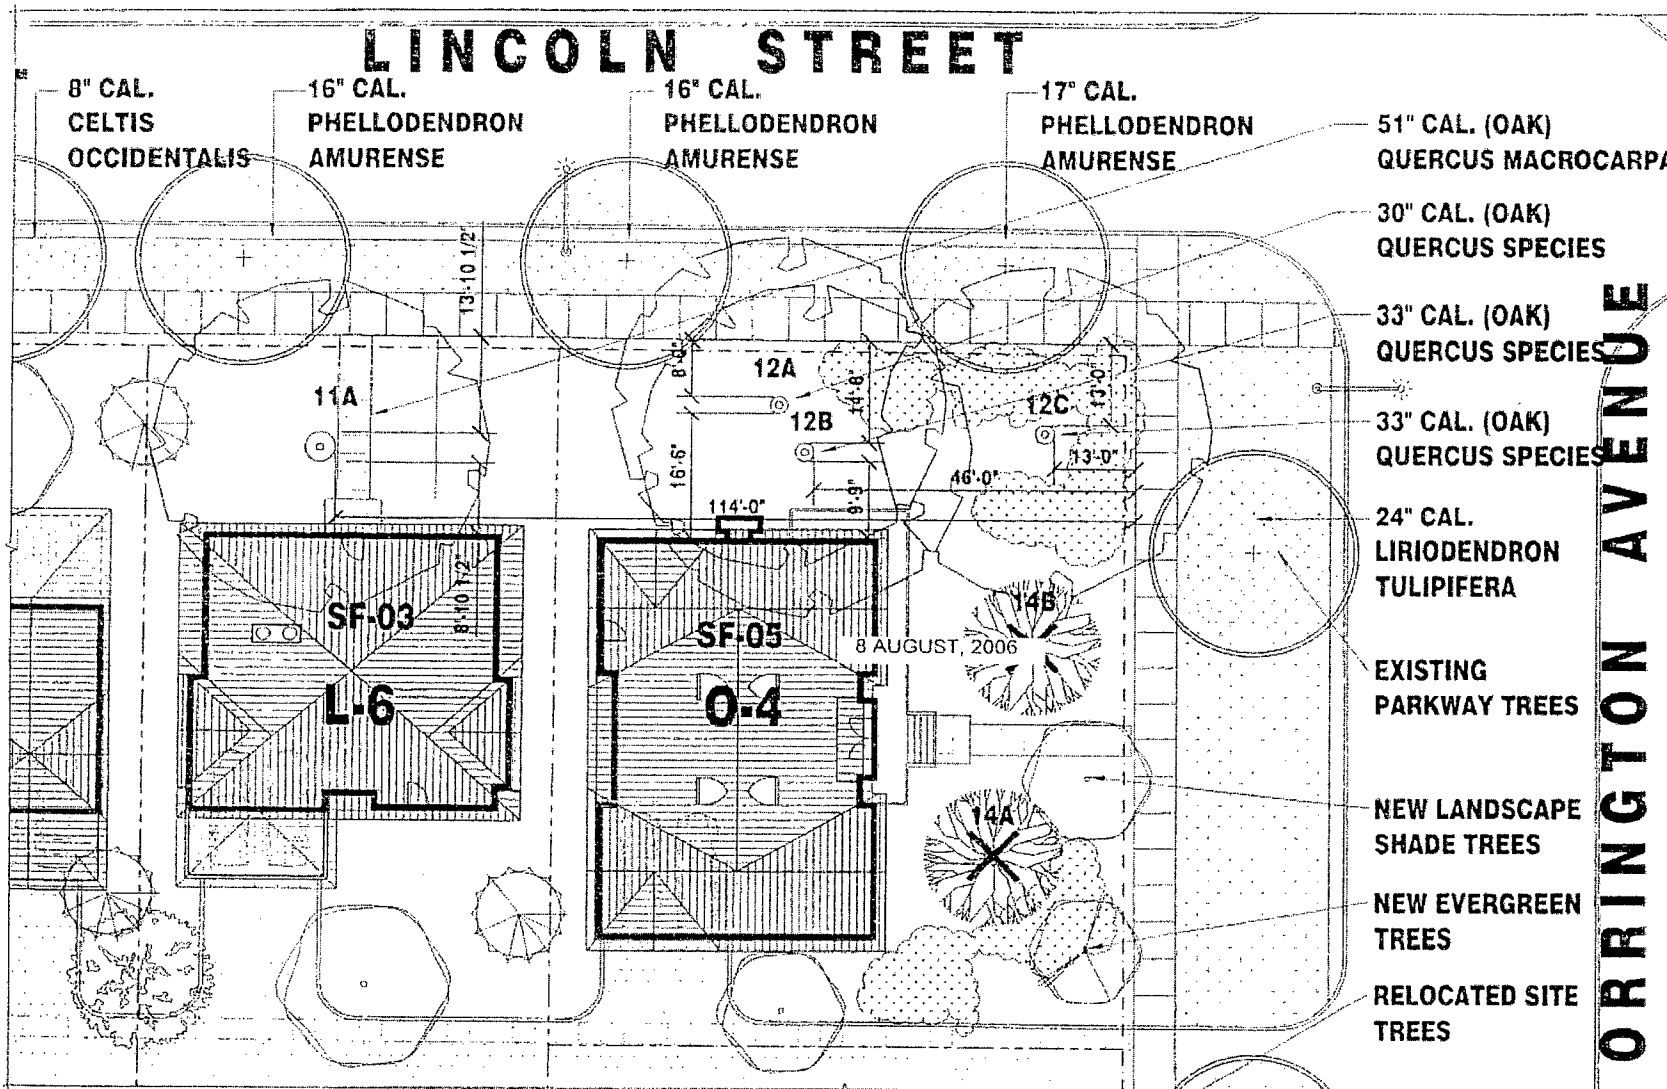 LINCOLN STREET
8" CAL.
CELTIS
OCCIDENTALIS
16" CAL.
PHELLODENDRON
AMURENSE
16" CAL.
PHELLODENDRON
AMURENSE
17" CAL.
PHELLODENDRON
AMURENSE
51" CAL. (OAK)
QUERCUS MACROCARPA
30" CAL. (OAK)
QUERCUS SPECIES
33" CAL. (OAK)
QUERCUS SPECIES
33" CAL. (OAK)
QUERCUS SPECIES
24" CAL.
LIRIODENDRON
TULIPIFERA
EXISTING
PARKWAY TREES
NEW LANDSCAPE
SHADE TREES
NEW EVERGREEN
TREES
RELOCATED SITE
TREES
ORRINGTON AVENUE
13'-10 1/2"
11A
8'-0"
12A
12B
14'-8"
12C
13'-0"
13'-0"
16'-6"
46'-0"
9'-9"
114'-0"
8'-10 1/2"
SF-03
L-6
SF-05
8 AUGUST, 2006
O-4
14B
14A